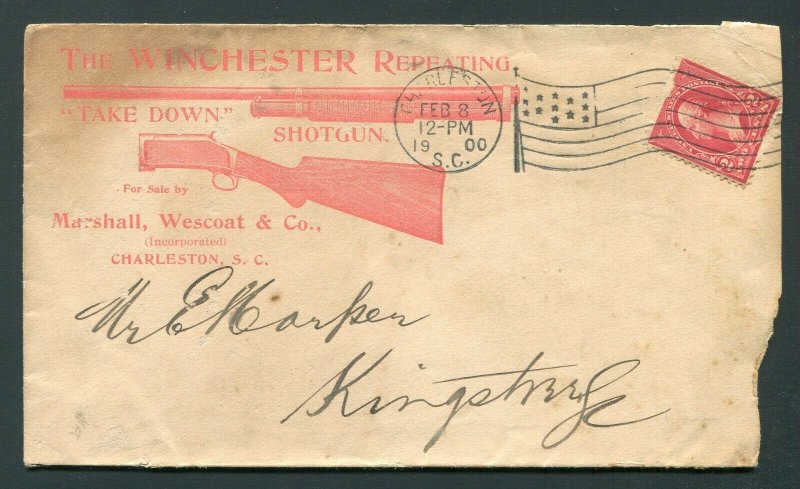 THE WINCHESTER REPEATING
"TAKE DOWN"
SHOTGUN.
For Sale by
Marshall, Wescoat & Co.,
(Incorporated)
CHARLESTON, S. C.
CHARLESTON
FEB 8
12-PM
19 00
S.C.
Mr E Harper
Kingstree SC